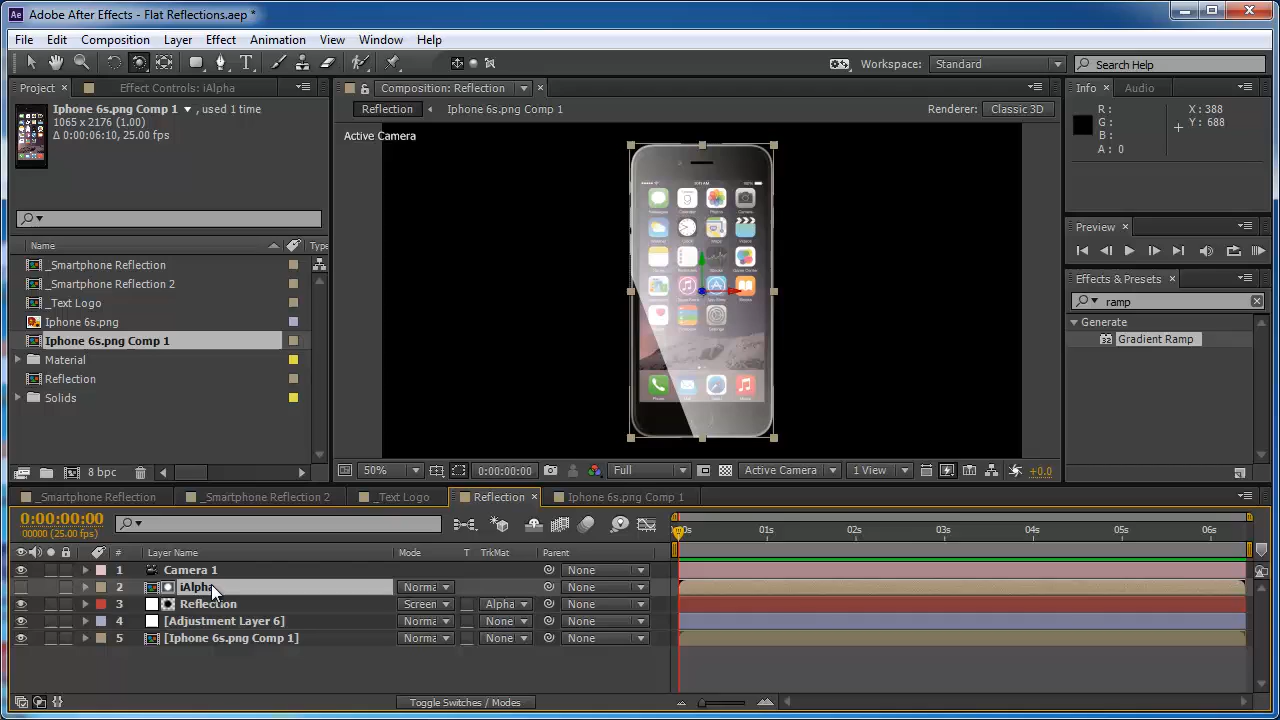 Adobe After Effects - Flat Reflections.aep *
File Edit Composition Layer Effect Animation View Window Help
Workspace: Standard Search Help
Project Effect Controls: iAlpha
Iphone 6s.png Comp 1 , used 1 time
1065 x 2176 (1.00)
Δ 0:00:06:10, 25.00 fps
Name Type
_Smartphone Reflection
_Smartphone Reflection 2
_Text Logo
Iphone 6s.png
Iphone 6s.png Comp 1
Material
Reflection
Solids
8 bpc
Composition: Reflection
Reflection Iphone 6s.png Comp 1 Renderer: Classic 3D
Active Camera
50% 0:00:00:00 Full Active Camera 1 View +0.0
Info Audio
R: X: 388
G: Y: 688
B:
A: 0
Preview
Effects & Presets
ramp
Generate
32 Gradient Ramp
_Smartphone Reflection _Smartphone Reflection 2 _Text Logo Reflection Iphone 6s.png Comp 1
0:00:00:00
00000 (25.00 fps)
01s 02s 03s 04s 05s 06s
# Layer Name Mode T TrkMat Parent
1 Camera 1 None
2 iAlpha Norma None
3 Reflection Screen Alpha None
4 [Adjustment Layer 6] Norma None None
5 [Iphone 6s.png Comp 1] Norma None None
Toggle Switches / Modes